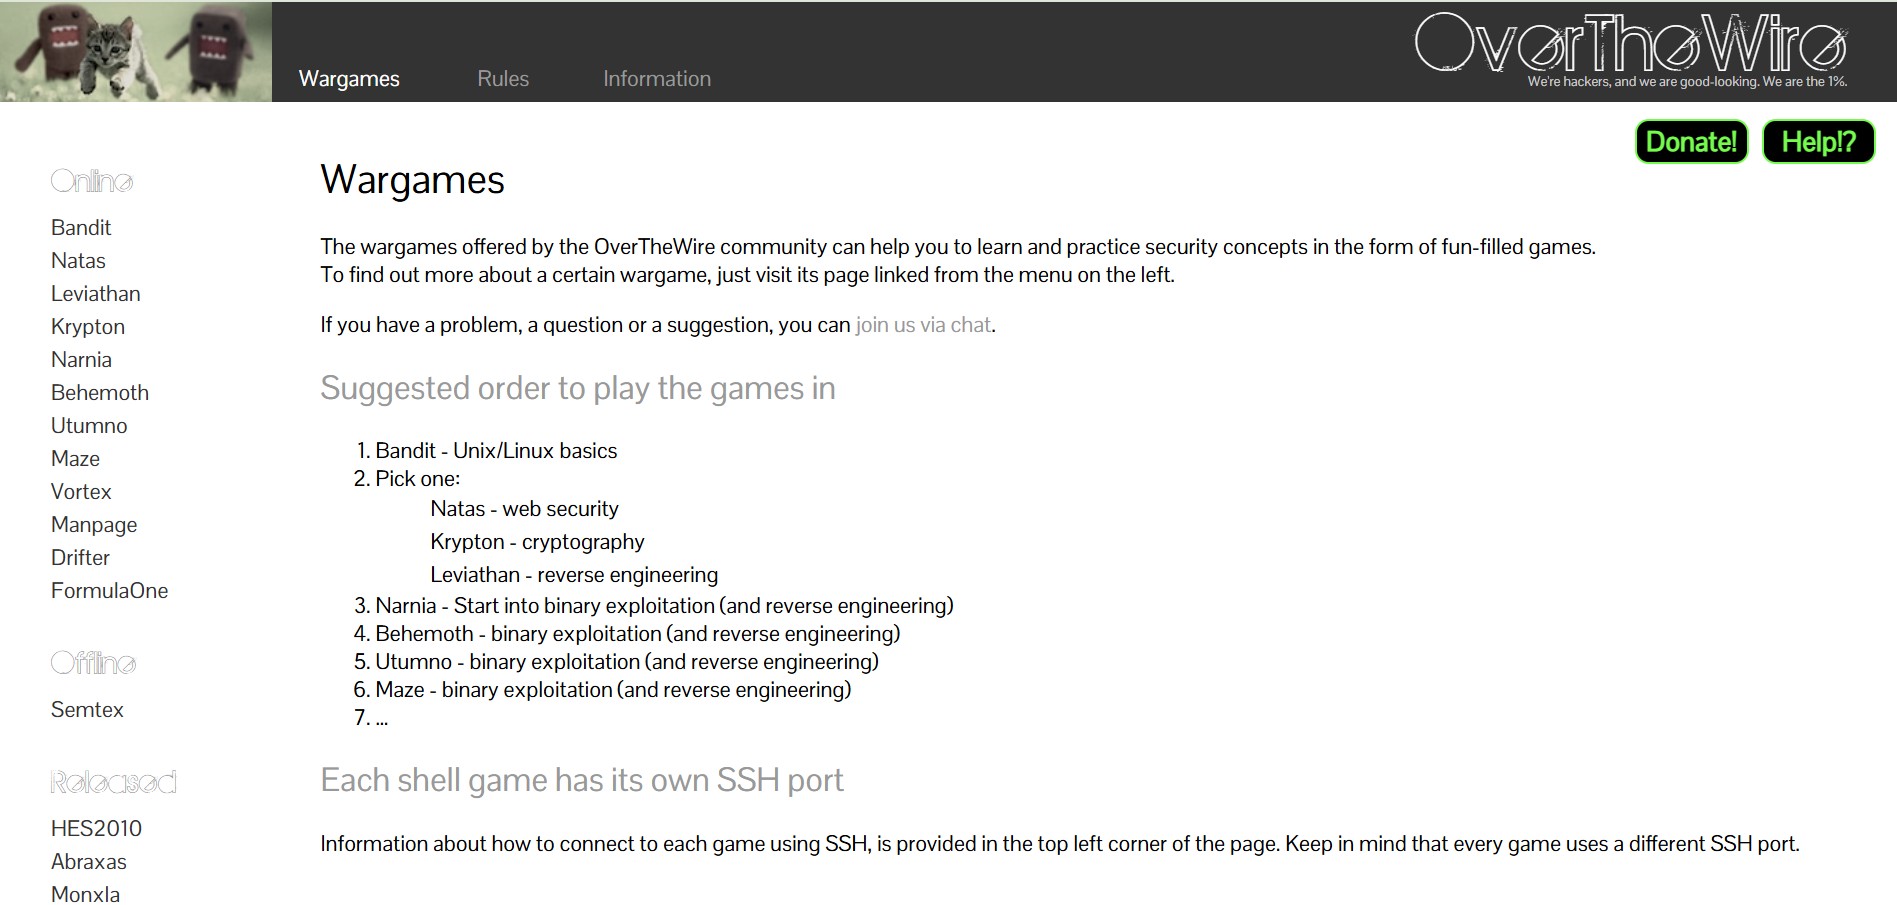 Wargames
Rules
Information
OverTheWire
We're hackers, and we are good-looking. We are the 1%.
Donate!
Help!?
Online
Bandit
Natas
Leviathan
Krypton
Narnia
Behemoth
Utumno
Maze
Vortex
Manpage
Drifter
FormulaOne
Offline
Semtex
Released
HES2010
Abraxas
Monxla
Wargames
The wargames offered by the OverTheWire community can help you to learn and practice security concepts in the form of fun-filled games.
To find out more about a certain wargame, just visit its page linked from the menu on the left.
If you have a problem, a question or a suggestion, you can join us via chat.
Suggested order to play the games in
1. Bandit - Unix/Linux basics
2. Pick one:
Natas - web security
Krypton - cryptography
Leviathan - reverse engineering
3. Narnia - Start into binary exploitation (and reverse engineering)
4. Behemoth - binary exploitation (and reverse engineering)
5. Utumno - binary exploitation (and reverse engineering)
6. Maze - binary exploitation (and reverse engineering)
7. ...
Each shell game has its own SSH port
Information about how to connect to each game using SSH, is provided in the top left corner of the page. Keep in mind that every game uses a different SSH port.